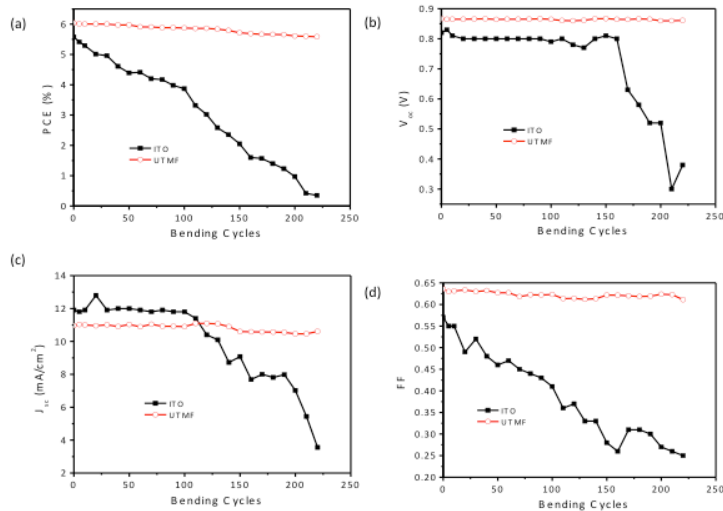 (a)
PCE (%)
6
5
4
3
2
1
0
ITO
UTMF
0 50 100 150 200 250
Bending Cycles
(b)
V_oc (V)
0.9
0.8
0.7
0.6
0.5
0.4
0.3
ITO
UTMF
0 50 100 150 200 250
Bending Cycles
(c)
J_sc (mA/cm²)
14
12
10
8
6
4
2
ITO
UTMF
0 50 100 150 200 250
Bending Cycles
(d)
FF
0.65
0.60
0.55
0.50
0.45
0.40
0.35
0.30
0.25
0.20
ITO
UTMF
0 50 100 150 200 250
Bending Cycles